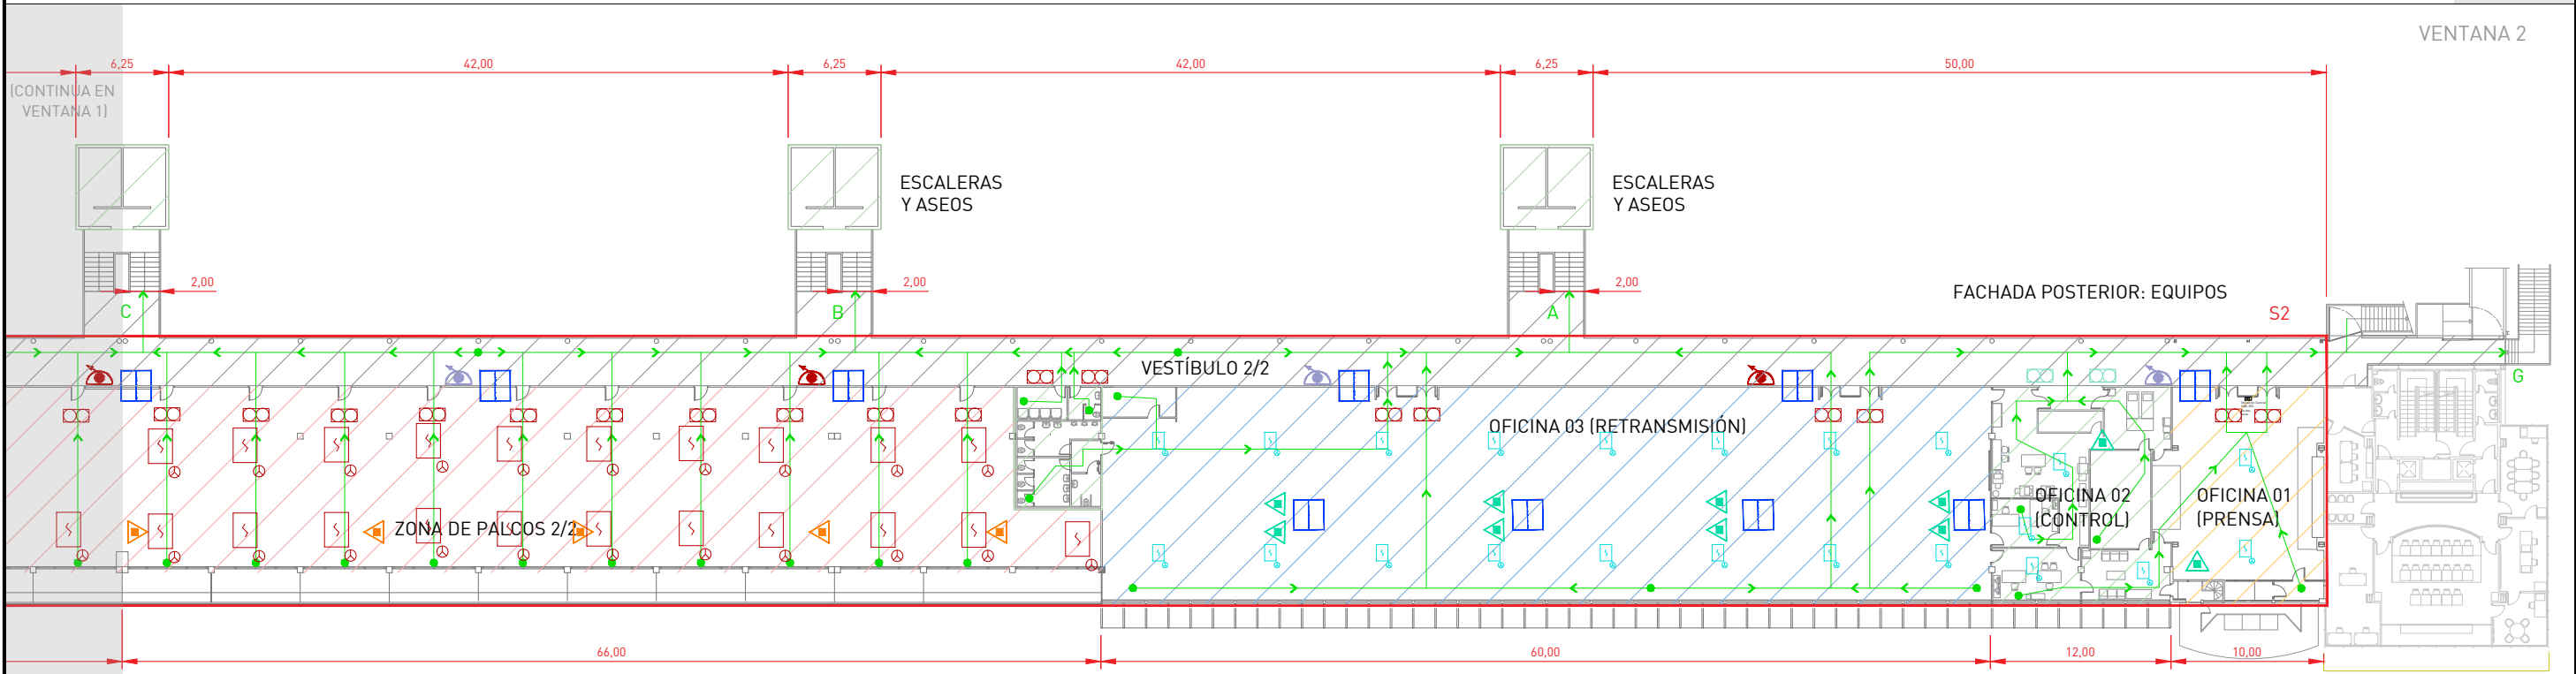 VENTANA 2
6,25
42,00
6,25
42,00
6,25
50,00
(CONTINÚA EN
VENTANA 1)
ESCALERAS
Y ASEOS
ESCALERAS
Y ASEOS
2,00
2,00
2,00
FACHADA POSTERIOR: EQUIPOS
C
B
A
S2
VESTÍBULO 2/2
G
OFICINA 03 (RETRANSMISIÓN)
OFICINA 02
(CONTROL)
OFICINA 01
(PRENSA)
ZONA DE PALCOS 2/2
66,00
60,00
12,00
10,00